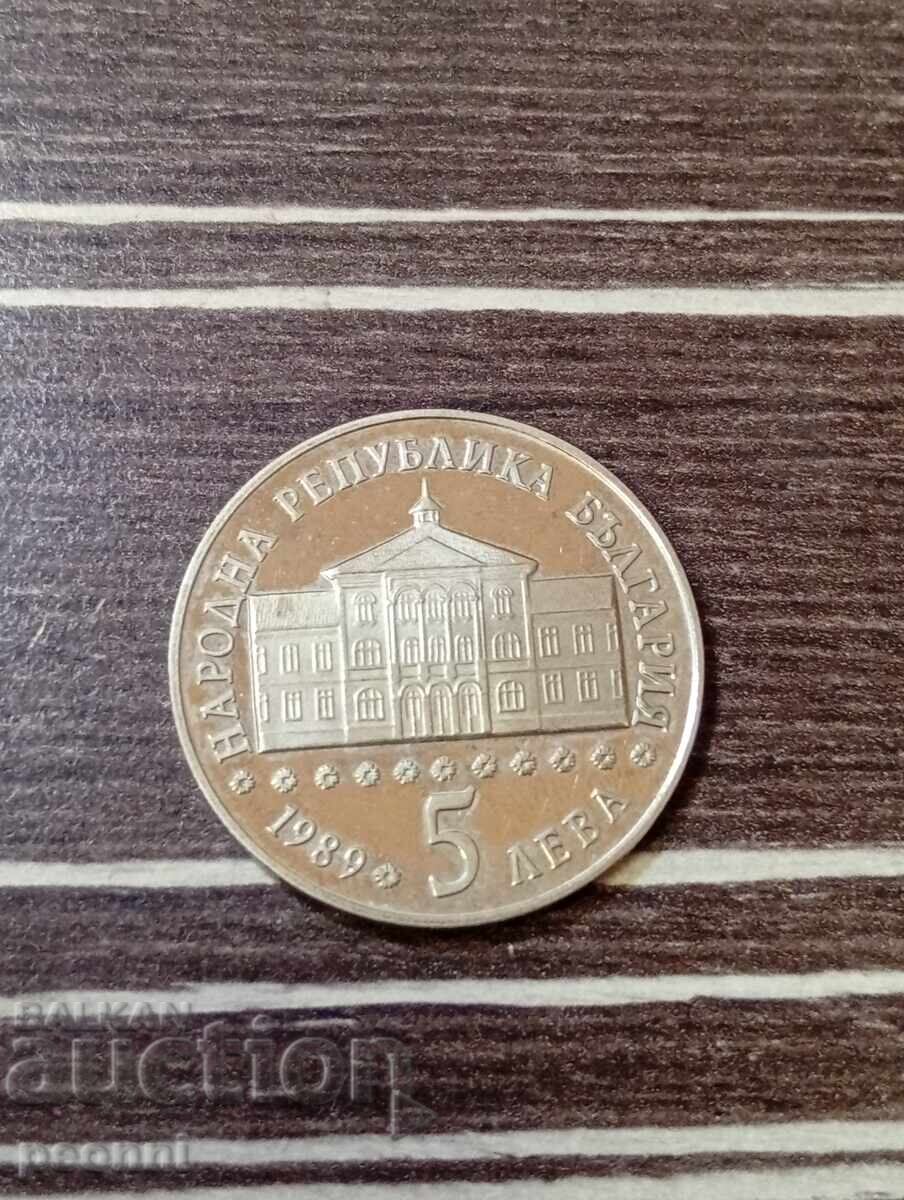 НАРОДНА РЕПУБЛИКА БЪЛГАРИЯ
1989 5 ЛЕВА
BALKAN
auction
peonni